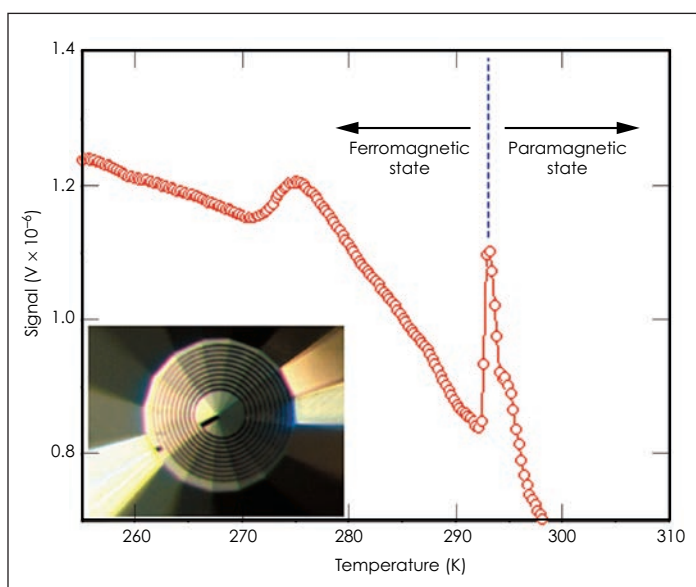 1.4
1.2
1.0
0.8
Signal (V × 10⁻⁶)
Ferromagnetic
state
Paramagnetic
state
260 270 280 290 300 310
Temperature (K)